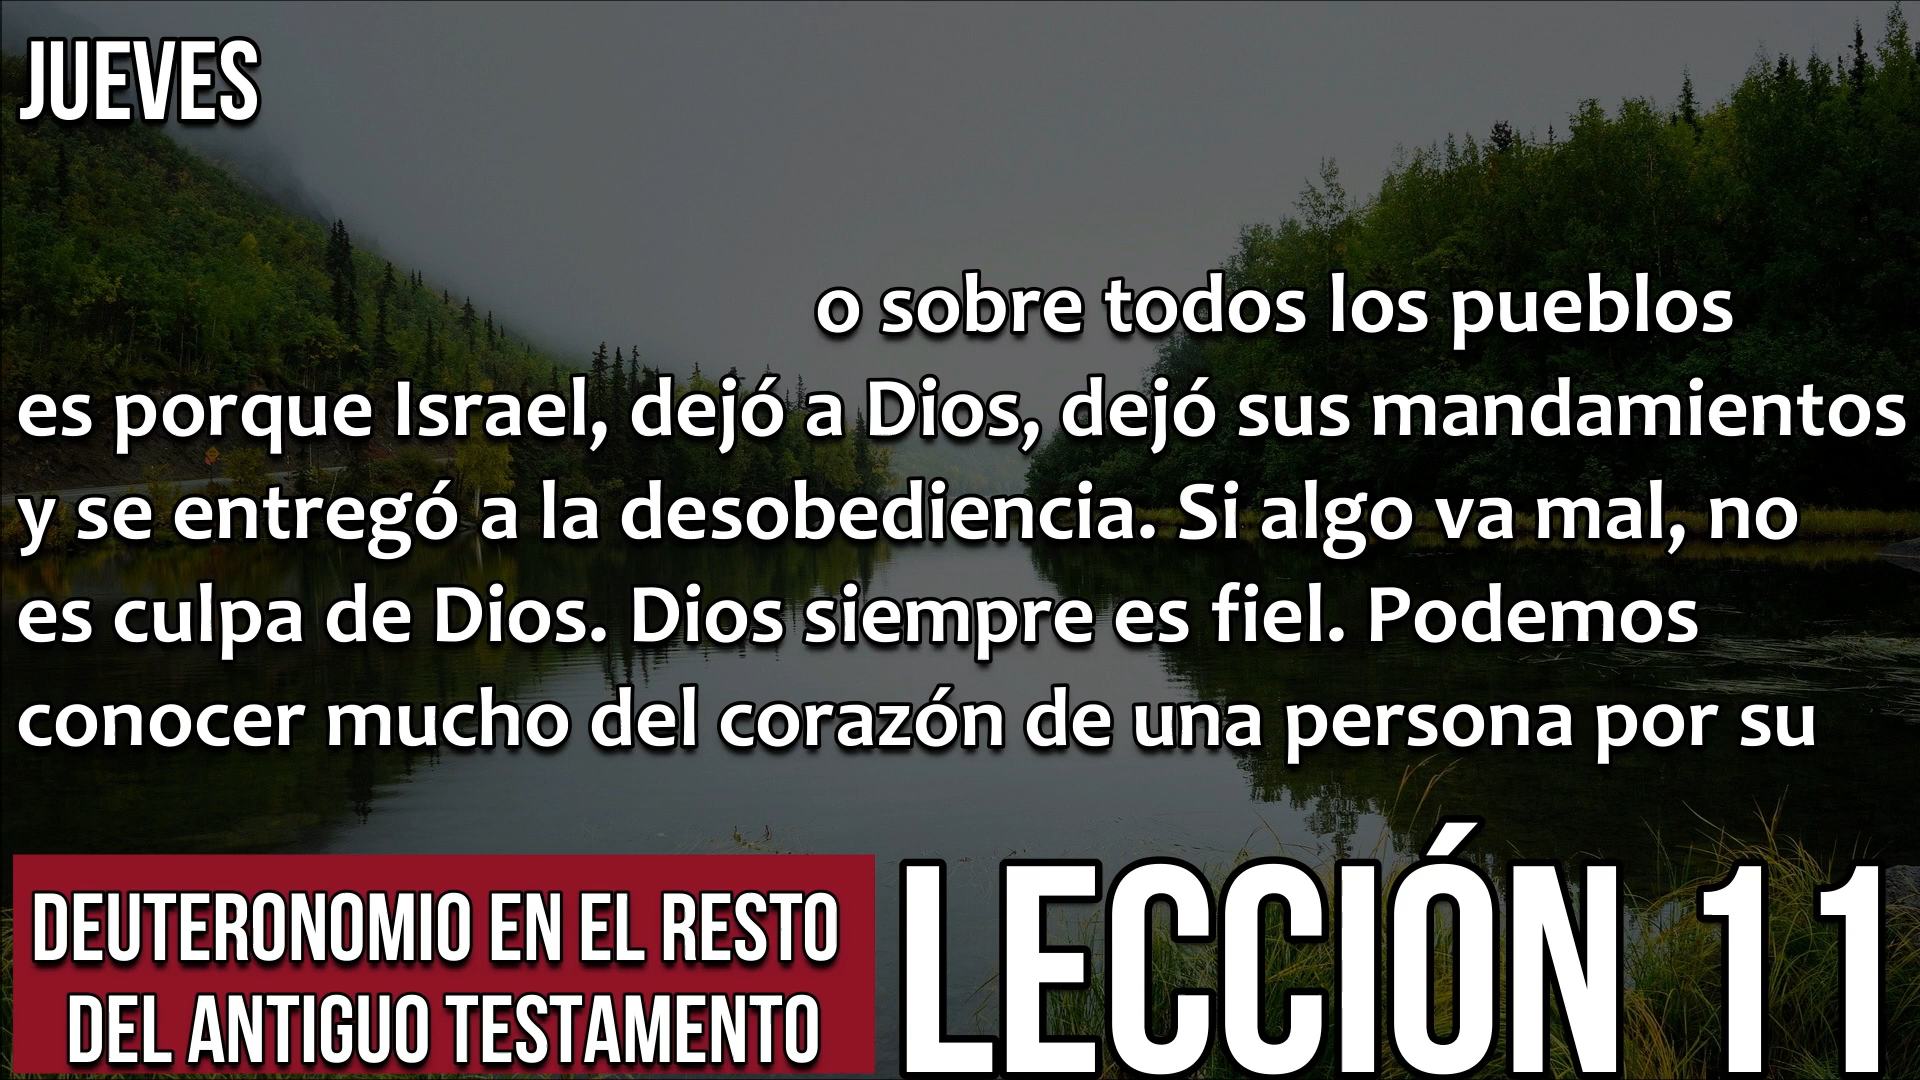 JUEVES
o sobre todos los pueblos
es porque Israel, dejó a Dios, dejó sus mandamientos
y se entregó a la desobediencia. Si algo va mal, no
es culpa de Dios. Dios siempre es fiel. Podemos
conocer mucho del corazón de una persona por su
DEUTERONOMIO EN EL RESTO
DEL ANTIGUO TESTAMENTO
LECCIÓN 11